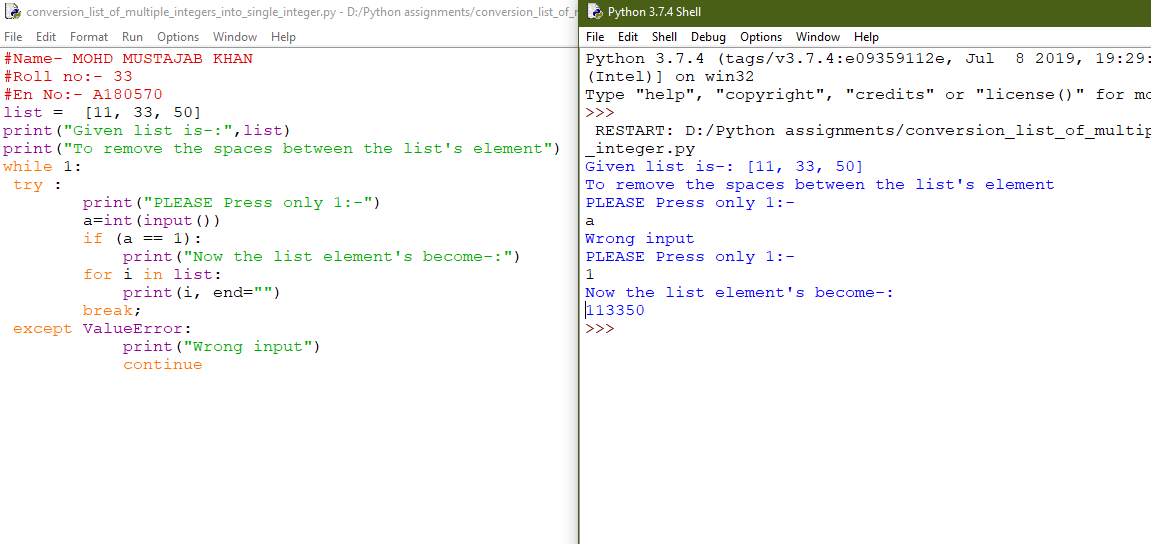 conversion_list_of_multiple_integers_into_single_integer.py - D:/Python assignments/conversion_list_of_
File Edit Format Run Options Window Help
#Name- MOHD MUSTAJAB KHAN
#Roll no:- 33
#En No:- A180570
list =  [11, 33, 50]
print("Given list is-:",list)
print("To remove the spaces between the list's element")
while 1:
 try :
        print("PLEASE Press only 1:-")
        a=int(input())
        if (a == 1):
            print("Now the list element's become-:")
        for i in list:
            print(i, end="")
        break;
 except ValueError:
            print("Wrong input")
            continue
Python 3.7.4 Shell
File Edit Shell Debug Options Window Help
Python 3.7.4 (tags/v3.7.4:e09359112e, Jul  8 2019, 19:29:
(Intel)] on win32
Type "help", "copyright", "credits" or "license()" for mo
>>>
 RESTART: D:/Python assignments/conversion_list_of_multip
_integer.py
Given list is-: [11, 33, 50]
To remove the spaces between the list's element
PLEASE Press only 1:-
a
Wrong input
PLEASE Press only 1:-
1
Now the list element's become-:
113350
>>>